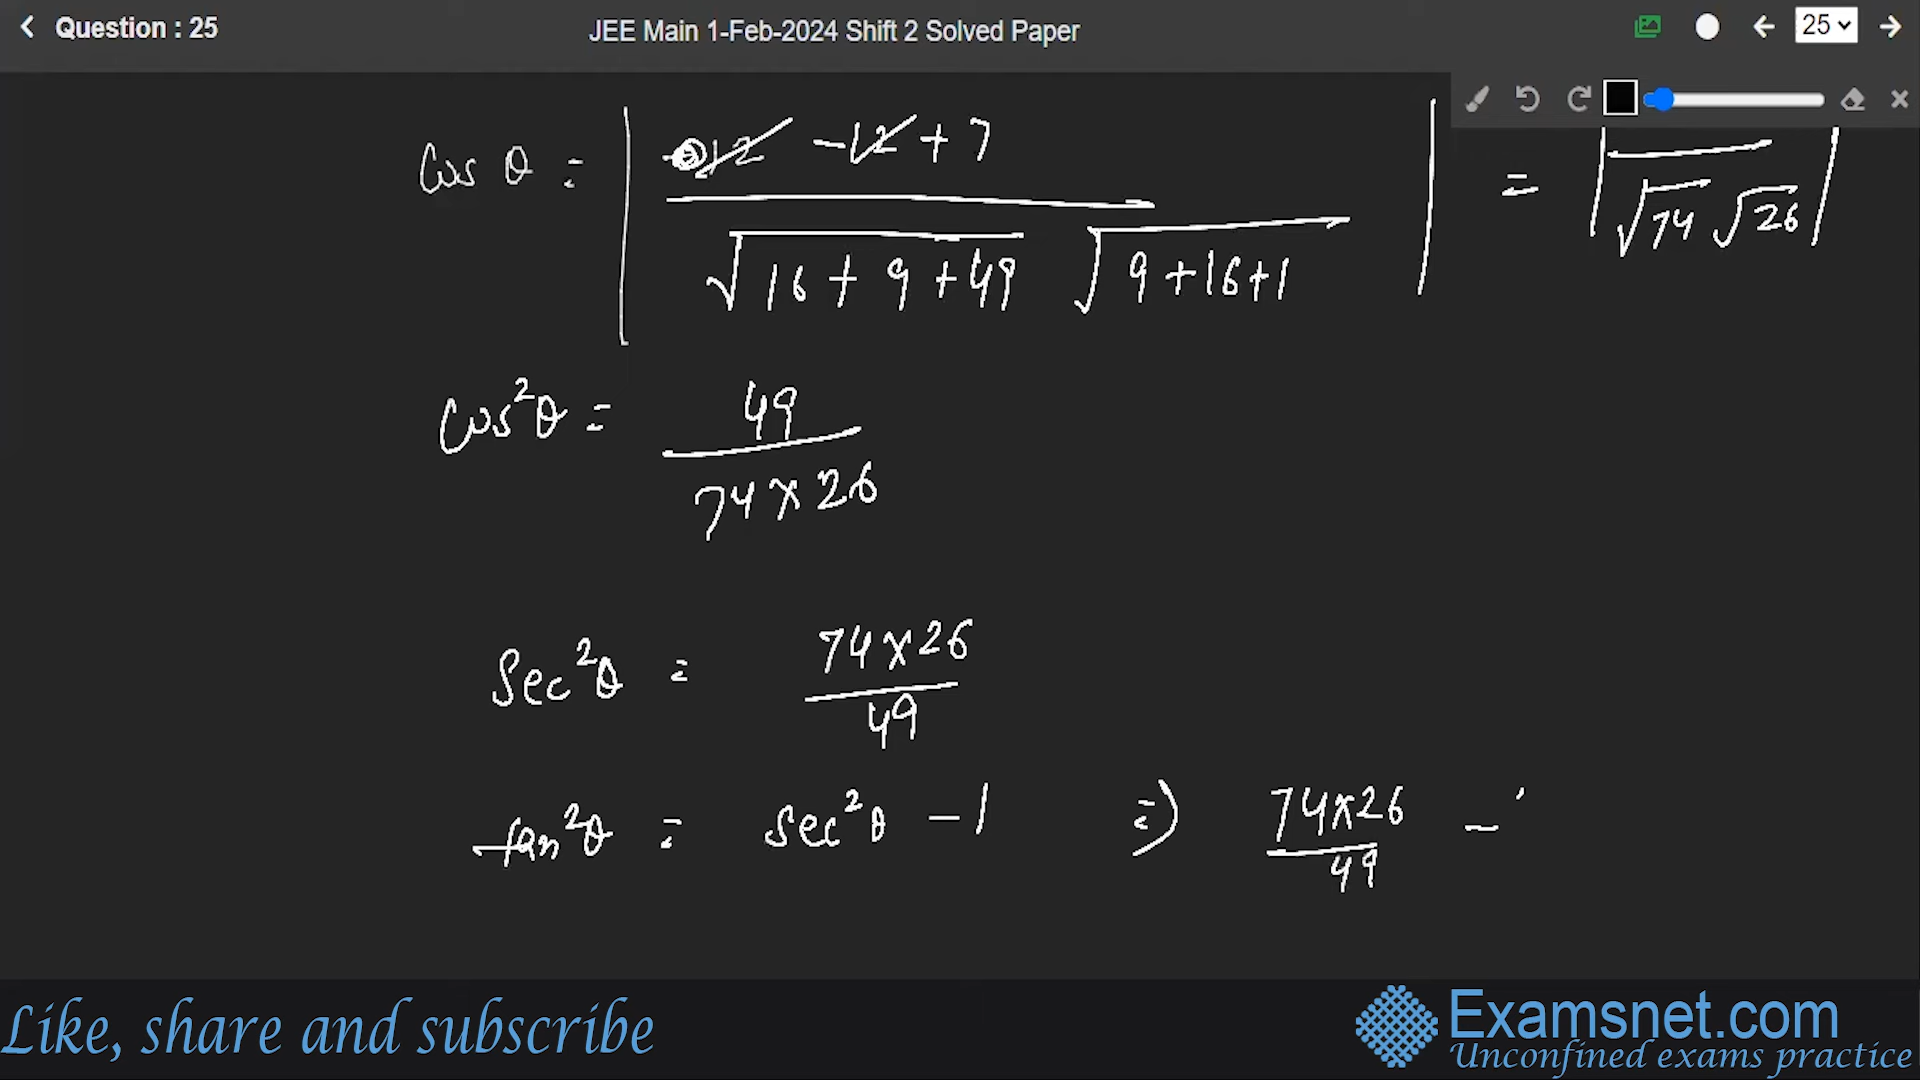 Question : 25
JEE Main 1-Feb-2024 Shift 2 Solved Paper
25
Cos θ = | 12 -12 + 7 / √16 + 9 + 49 √9 + 16 + 1 | = | / √74 √26 |
Cos²θ = 49 / 74 × 26
Sec²θ = 74 × 26 / 49
tan²θ = Sec²θ - 1 => 74 × 26 / 49 -
Like, share and subscribe
Examsnet.com
Unconfined exams practice